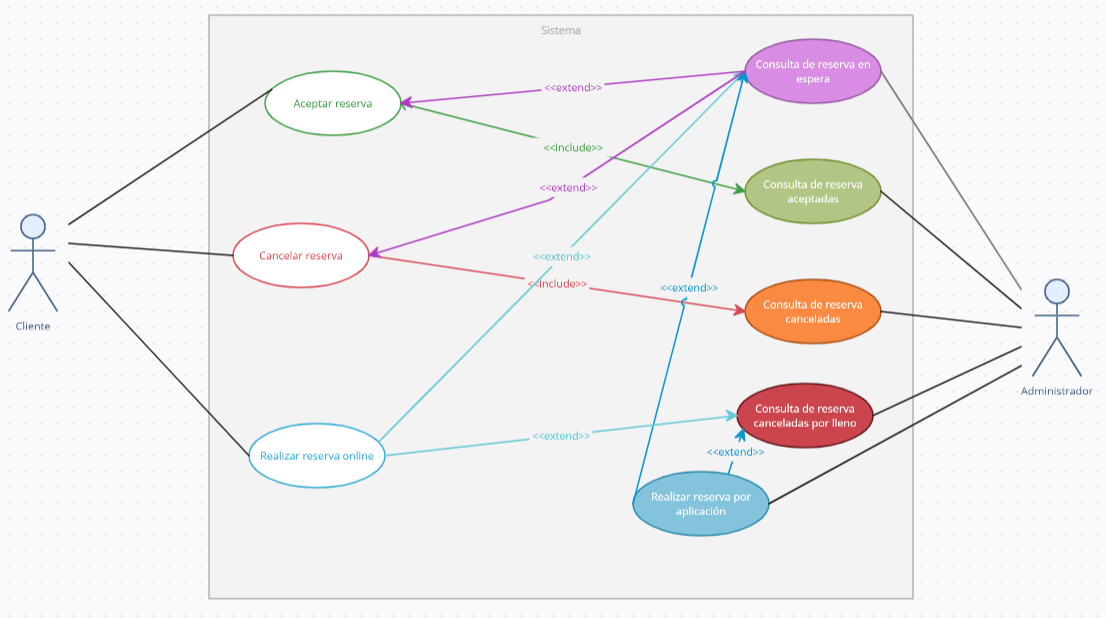 Sistema
Consulta de reserva en
espera
<<extend>>
Aceptar reserva
<<include>>
Consulta de reserva
aceptadas
<<extend>>
Cancelar reserva
<<extend>>
<<include>>
<<extend>>
Consulta de reserva
canceladas
Cliente
Administrador
Consulta de reserva
canceladas por lleno
<<extend>>
Realizar reserva online
<<extend>>
Realizar reserva por
aplicación